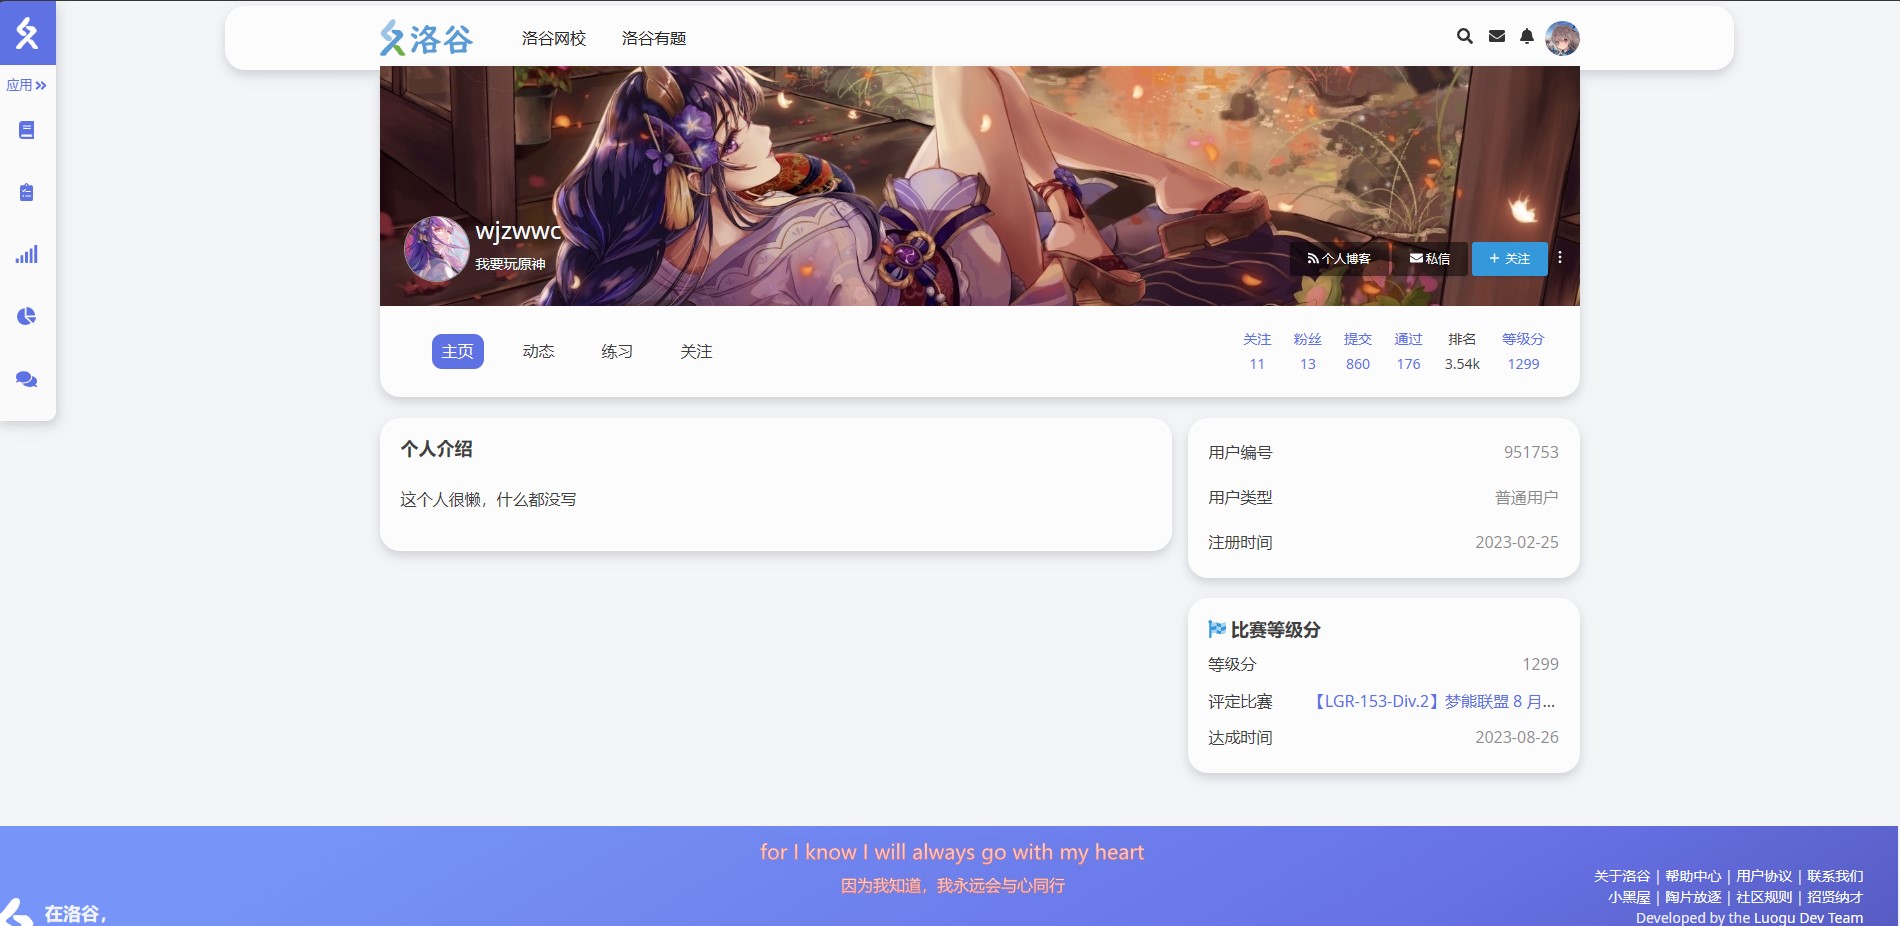 洛谷
洛谷网校
洛谷有题
应用
wjzwwc
我要玩原神
个人博客
私信
+ 关注
主页
动态
练习
关注
关注
粉丝
提交
通过
排名
等级分
11
13
860
176
3.54k
1299
个人介绍
这个人很懒，什么都没写
用户编号
951753
用户类型
普通用户
注册时间
2023-02-25
比赛等级分
等级分
1299
评定比赛
【LGR-153-Div.2】梦熊联盟 8 月...
达成时间
2023-08-26
for I know I will always go with my heart
因为我知道，我永远会与心同行
在洛谷，
关于洛谷 | 帮助中心 | 用户协议 | 联系我们
小黑屋 | 陶片放逐 | 社区规则 | 招贤纳才
Developed by the Luogu Dev Team